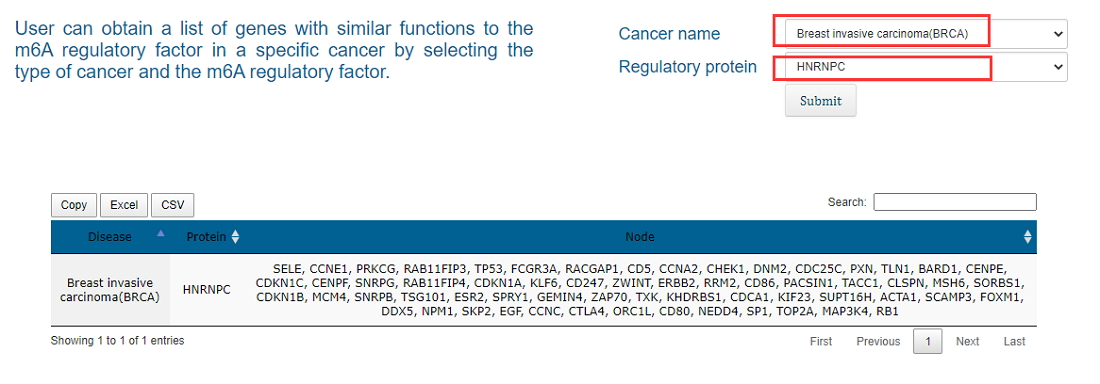 User can obtain a list of genes with similar functions to the
m6A regulatory factor in a specific cancer by selecting the
type of cancer and the m6A regulatory factor.
Cancer name
Breast invasive carcinoma(BRCA)
Regulatory protein
HNRNPC
Submit
Copy
Excel
CSV
Search:
Disease
Protein
Node
Breast invasive
carcinoma(BRCA)
HNRNPC
SELE, CCNE1, PRKCG, RAB11FIP3, TP53, FCGR3A, RACGAP1, CD5, CCNA2, CHEK1, DNM2, CDC25C, PXN, TLN1, BARD1, CENPE,
CDKN1C, CENPF, SNRPG, RAB11FIP4, CDKN1A, KLF6, CD247, ZWINT, ERBB2, RRM2, CD86, PACSIN1, TACC1, CLSPN, MSH6, SORBS1,
CDKN1B, MCM4, SNRPB, TSG101, ESR2, SPRY1, GEMIN4, ZAP70, TXK, KHDRBS1, CDCA1, KIF23, SUPT16H, ACTA1, SCAMP3, FOXM1,
DDX5, NPM1, SKP2, EGF, CCNC, CTLA4, ORC1L, CD80, NEDD4, SP1, TOP2A, MAP3K4, RB1
Showing 1 to 1 of 1 entries
First
Previous
1
Next
Last